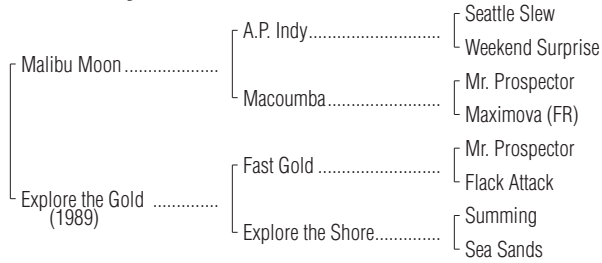 Seattle Slew
A.P. Indy.............................
Weekend Surprise
Malibu Moon ...................
Mr. Prospector
Macoumba.........................
Maximova (FR)
Mr. Prospector
Fast Gold ...........................
Flack Attack
Explore the Gold .............
(1989)
Summing
Explore the Shore.............
Sea Sands